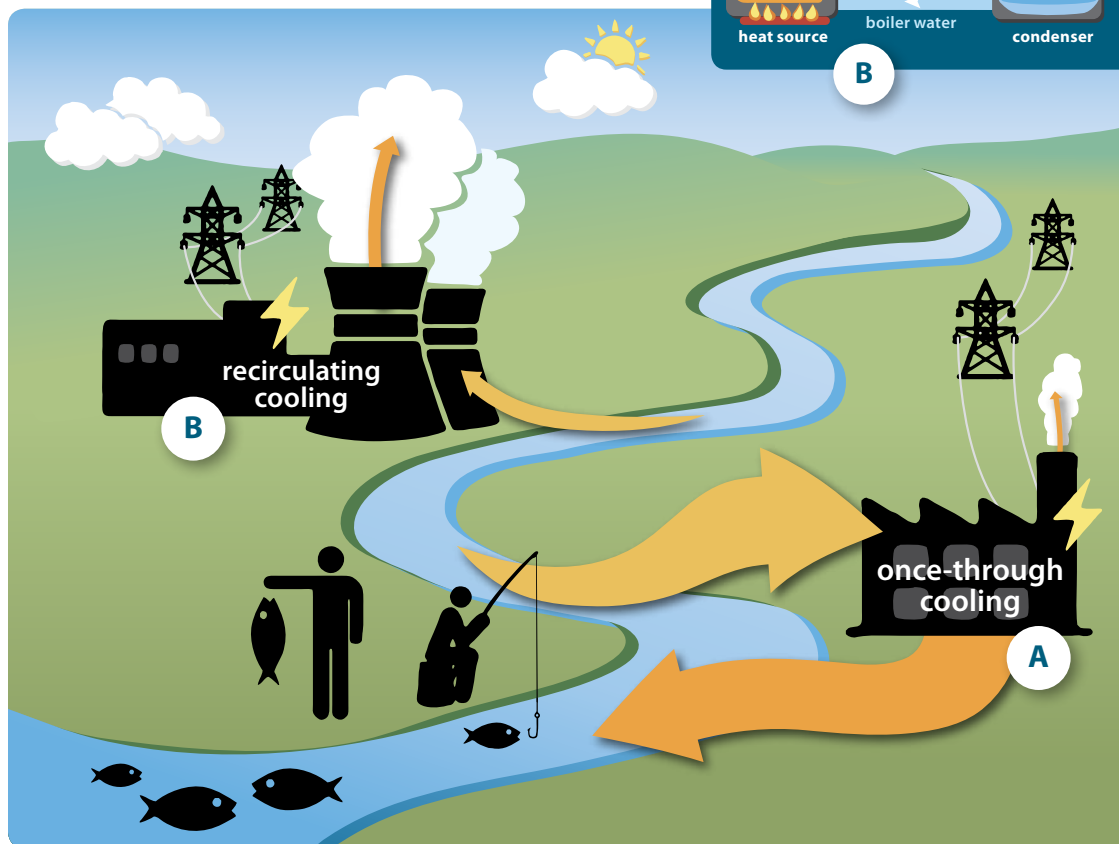 boiler water
heat source
condenser
B
recirculating
cooling
B
once-through
cooling
A